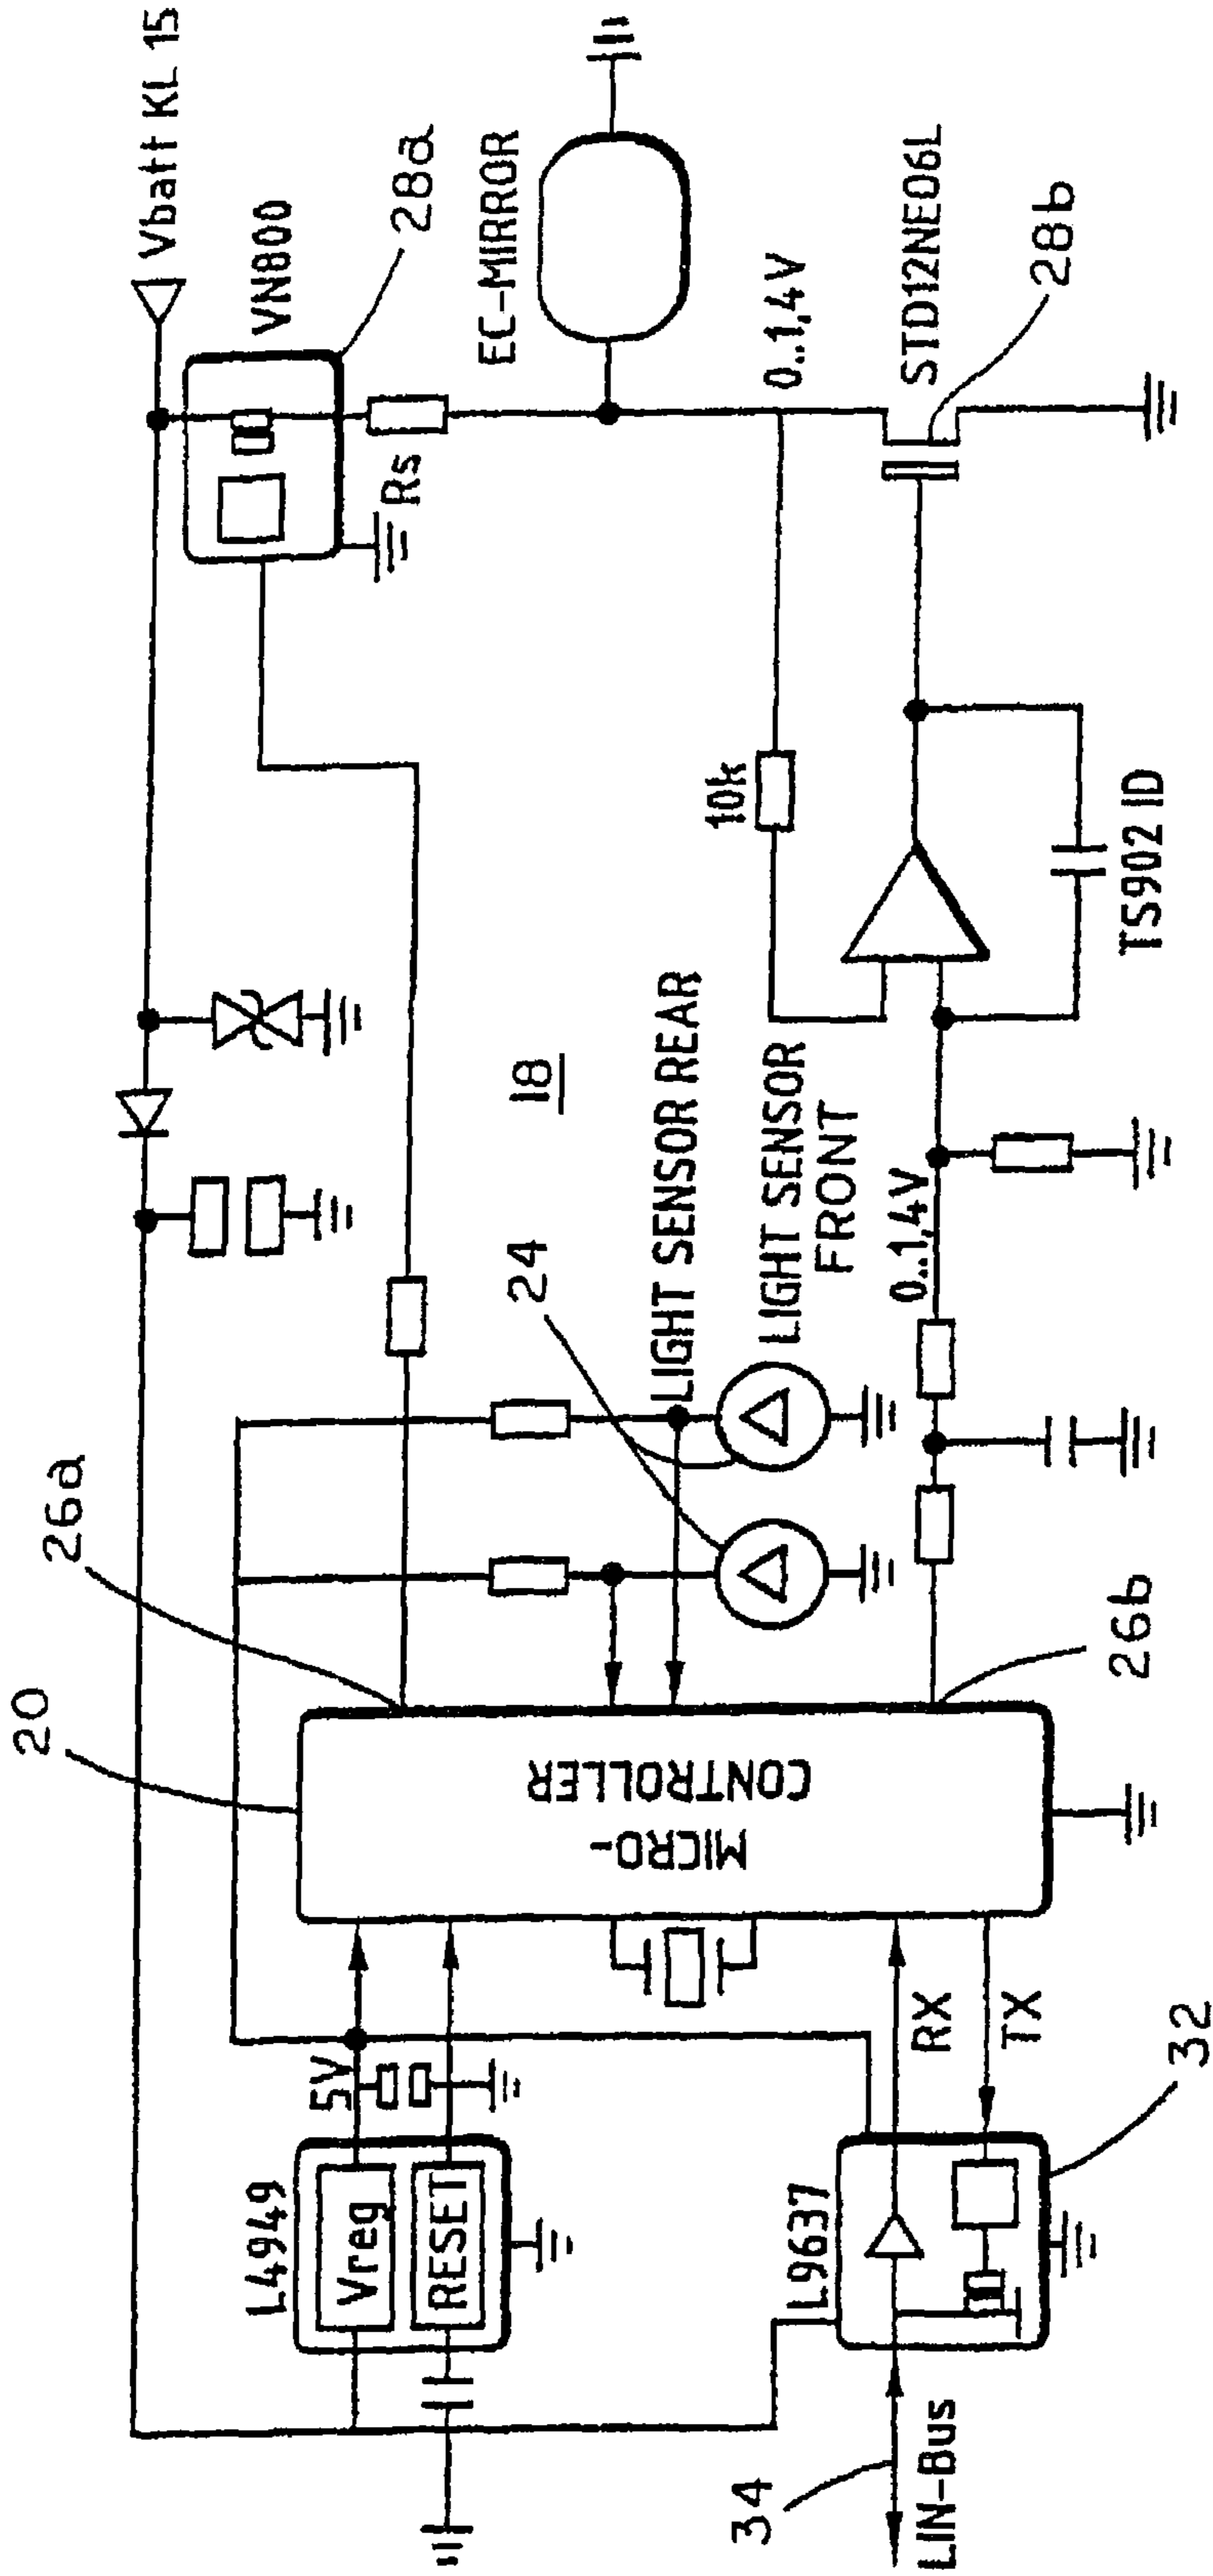 Vbatt KL 15
VN800
28a
Rs
EC-MIRROR
0..1,4V
STD12NE06L
28b
10k
TS902 ID
18
LIGHT SENSOR REAR
LIGHT SENSOR
FRONT
24
0..1,4V
26a
26b
20
MICRO-
CONTROLLER
5V
L4949
Vreg
RESET
RX
TX
L9637
32
34
LIN-Bus